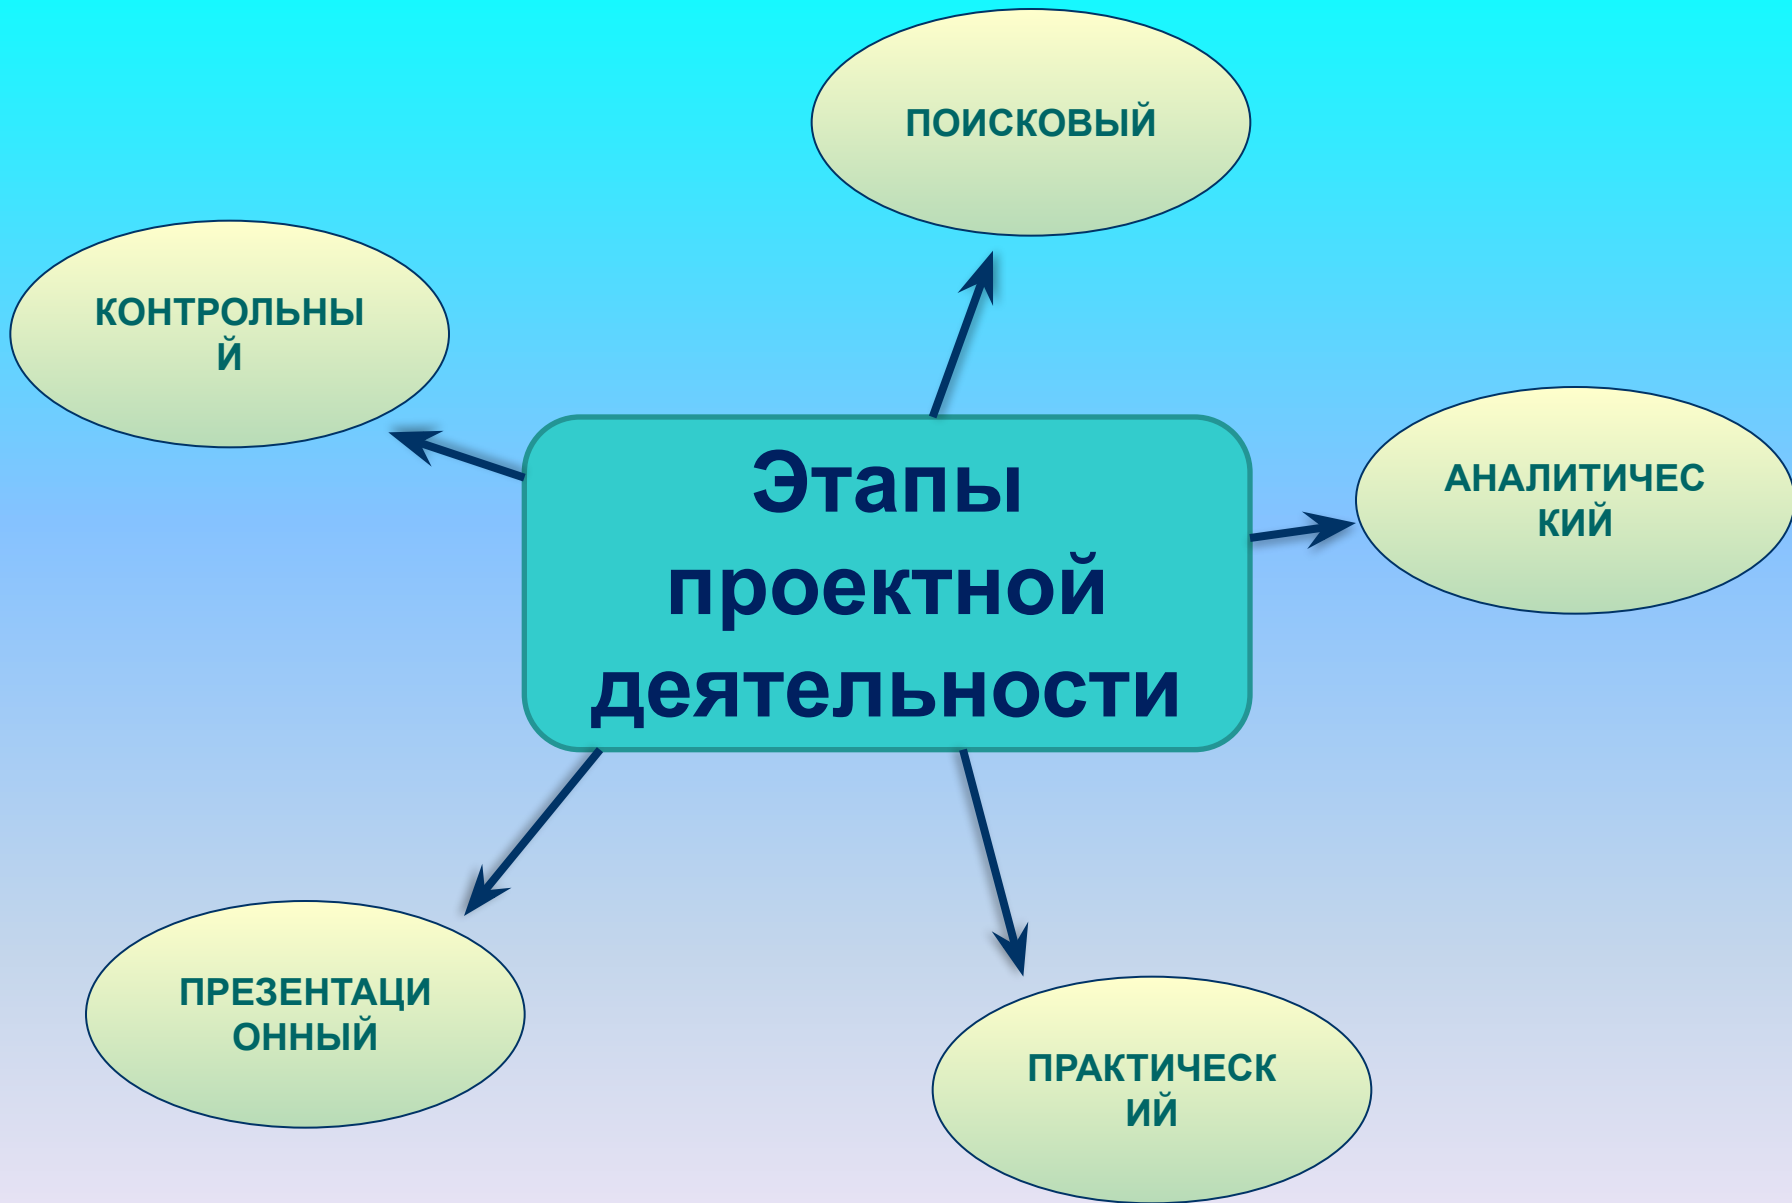 ПОИСКОВЫЙ
КОНТРОЛЬНЫ
Й
АНАЛИТИЧЕС
КИЙ
Этапы
проектной
деятельности
ПРЕЗЕНТАЦИ
ОННЫЙ
ПРАКТИЧЕСК
ИЙ